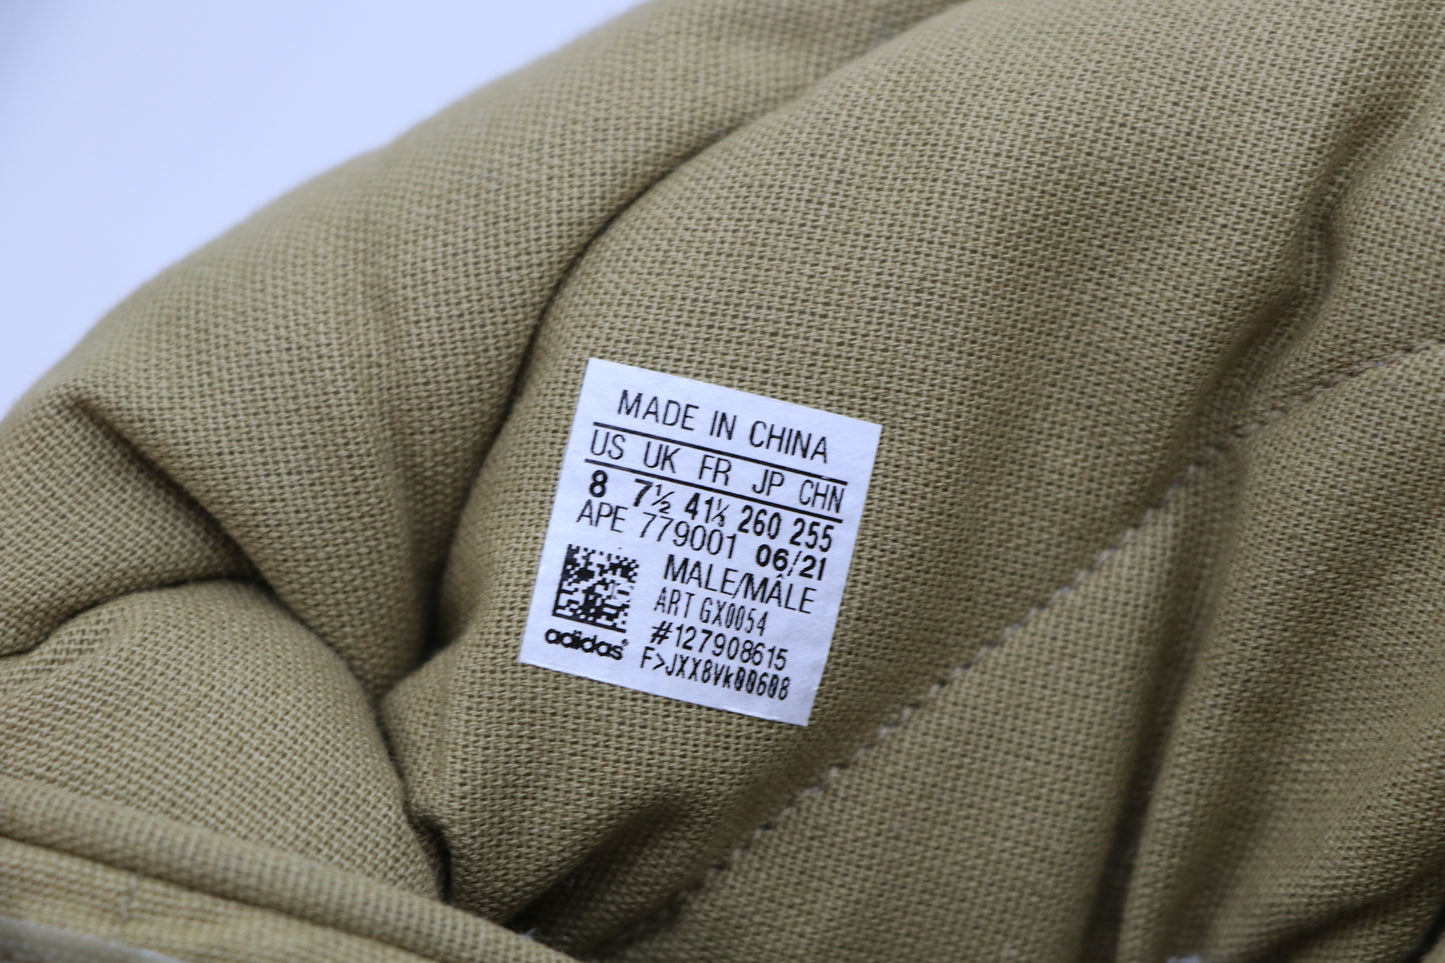 MADE IN CHINA
US UK FR JP CHN
8 7½ 41⅓ 260 255
APE 779001 06/21
MALE/MÂLE
ART GX0054
#127908615
F>JXX8Vk00608
adidas®